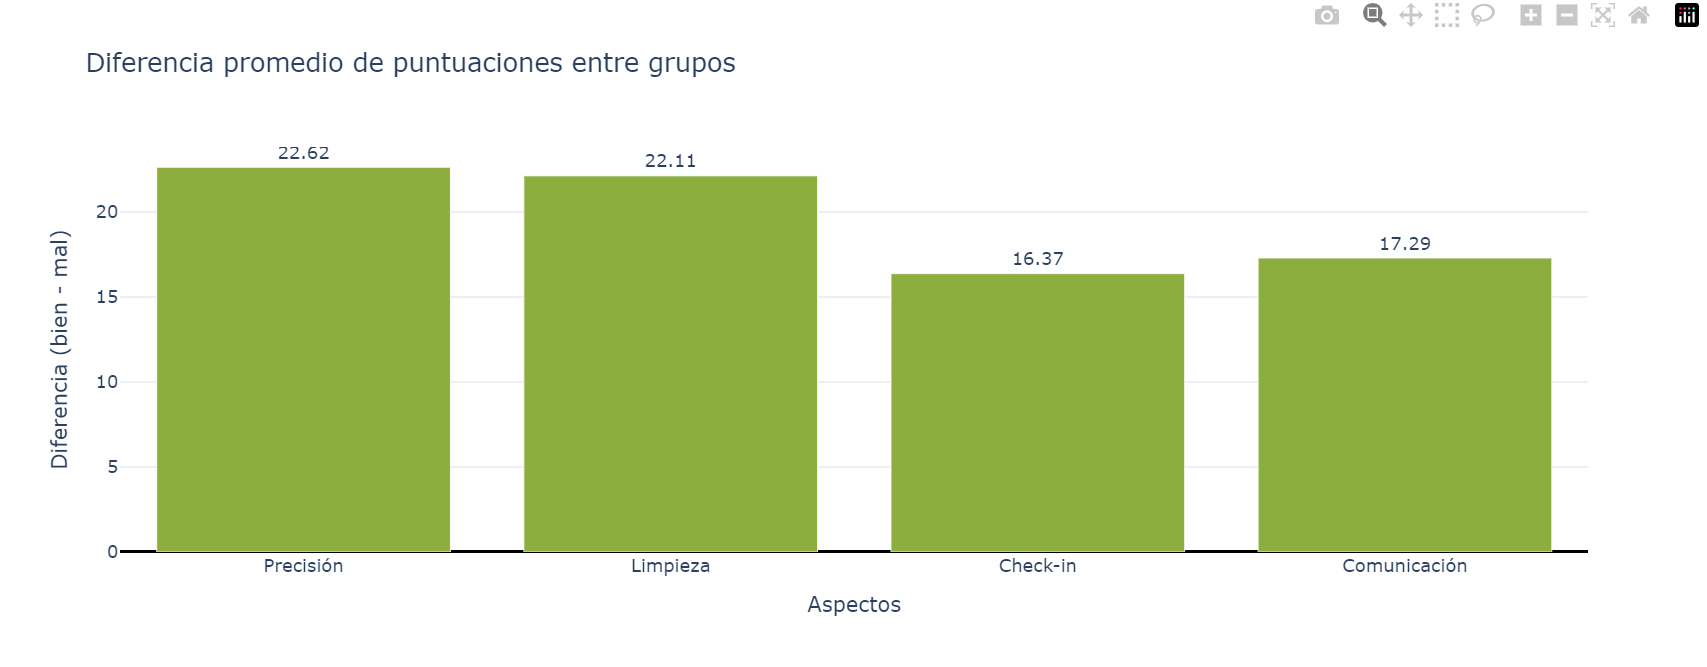 Diferencia promedio de puntuaciones entre grupos
22.62
22.11
16.37
17.29
20
15
10
5
0
Diferencia (bien - mal)
Precisión
Limpieza
Check-in
Comunicación
Aspectos